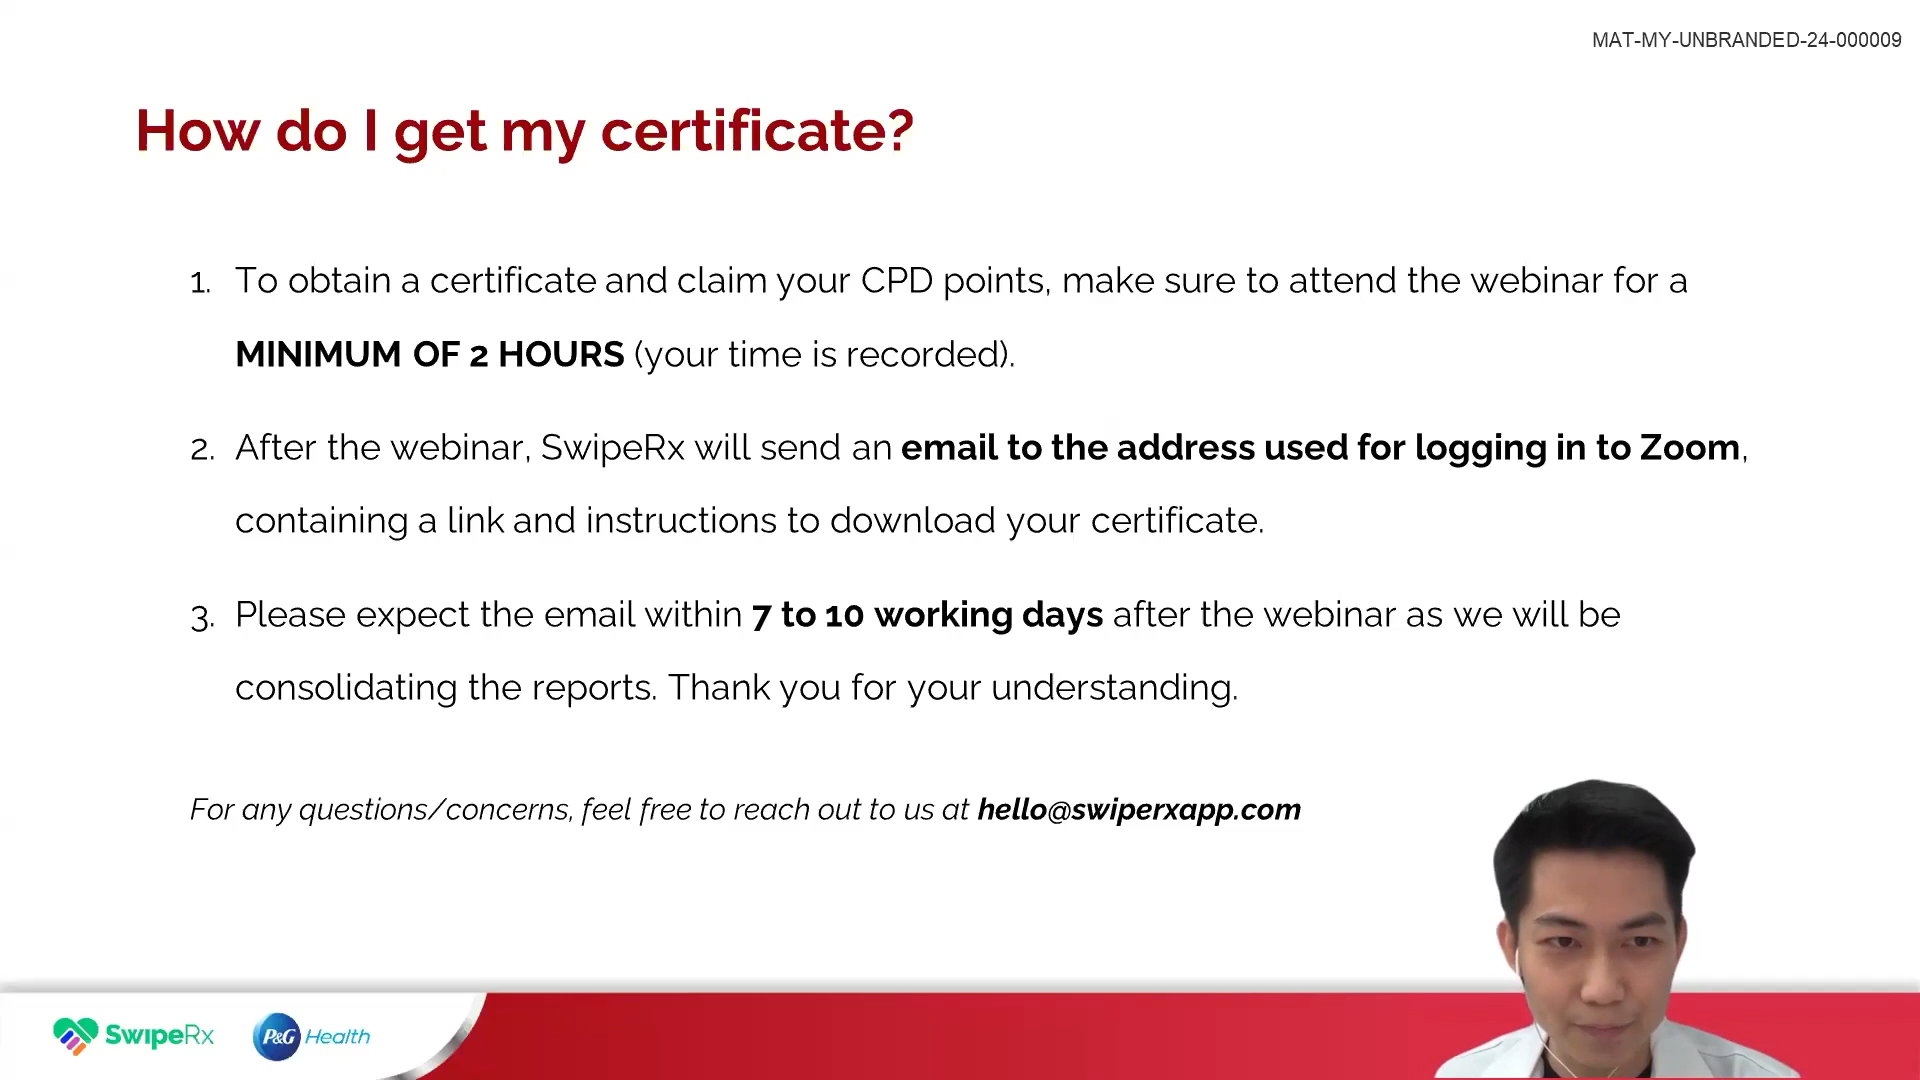 MAT-MY-UNBRANDED-24-000009
How do I get my certificate?
1. To obtain a certificate and claim your CPD points, make sure to attend the webinar for a
MINIMUM OF 2 HOURS (your time is recorded).
2. After the webinar, SwipeRx will send an email to the address used for logging in to Zoom,
containing a link and instructions to download your certificate.
3. Please expect the email within 7 to 10 working days after the webinar as we will be
consolidating the reports. Thank you for your understanding.
For any questions/concerns, feel free to reach out to us at hello@swiperxapp.com
SwipeRx P&G Health